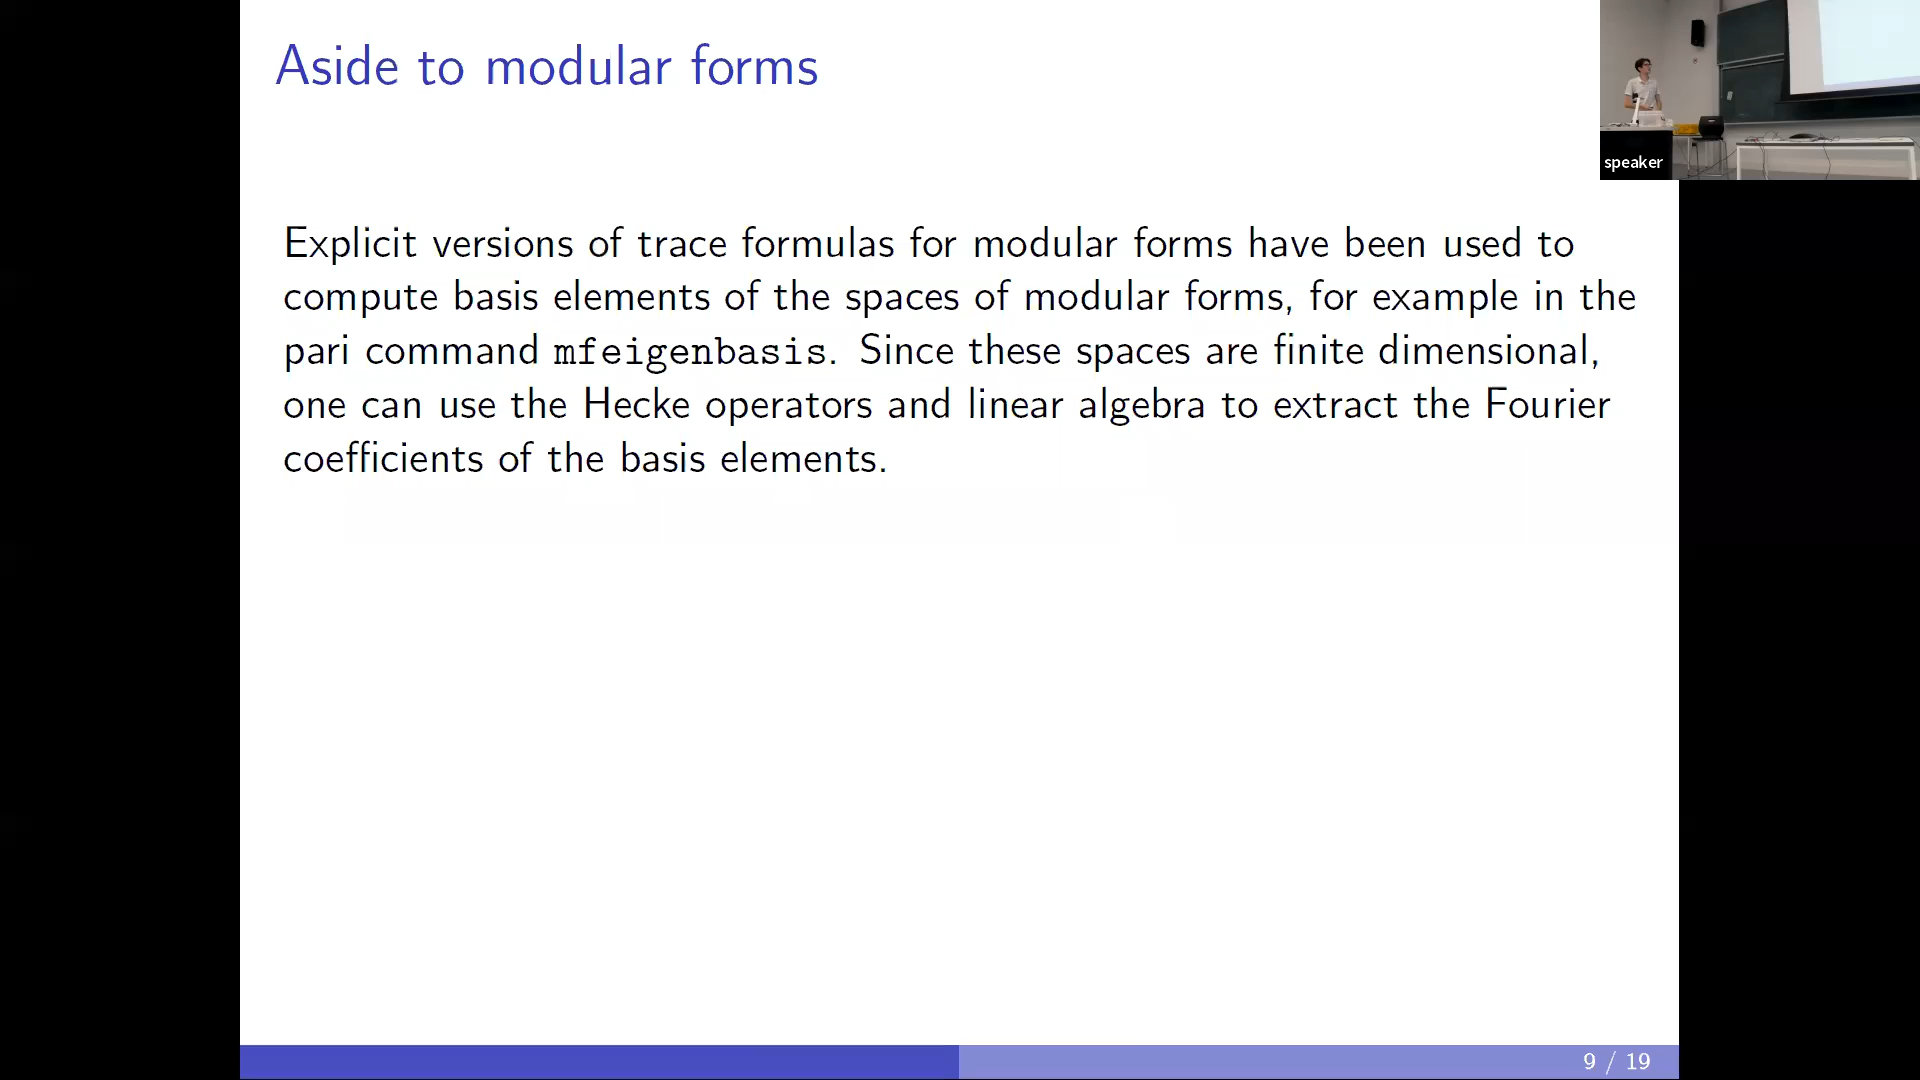 Aside to modular forms
speaker
Explicit versions of trace formulas for modular forms have been used to
compute basis elements of the spaces of modular forms, for example in the
pari command mfeigenbasis. Since these spaces are finite dimensional,
one can use the Hecke operators and linear algebra to extract the Fourier
coefficients of the basis elements.
9 / 19